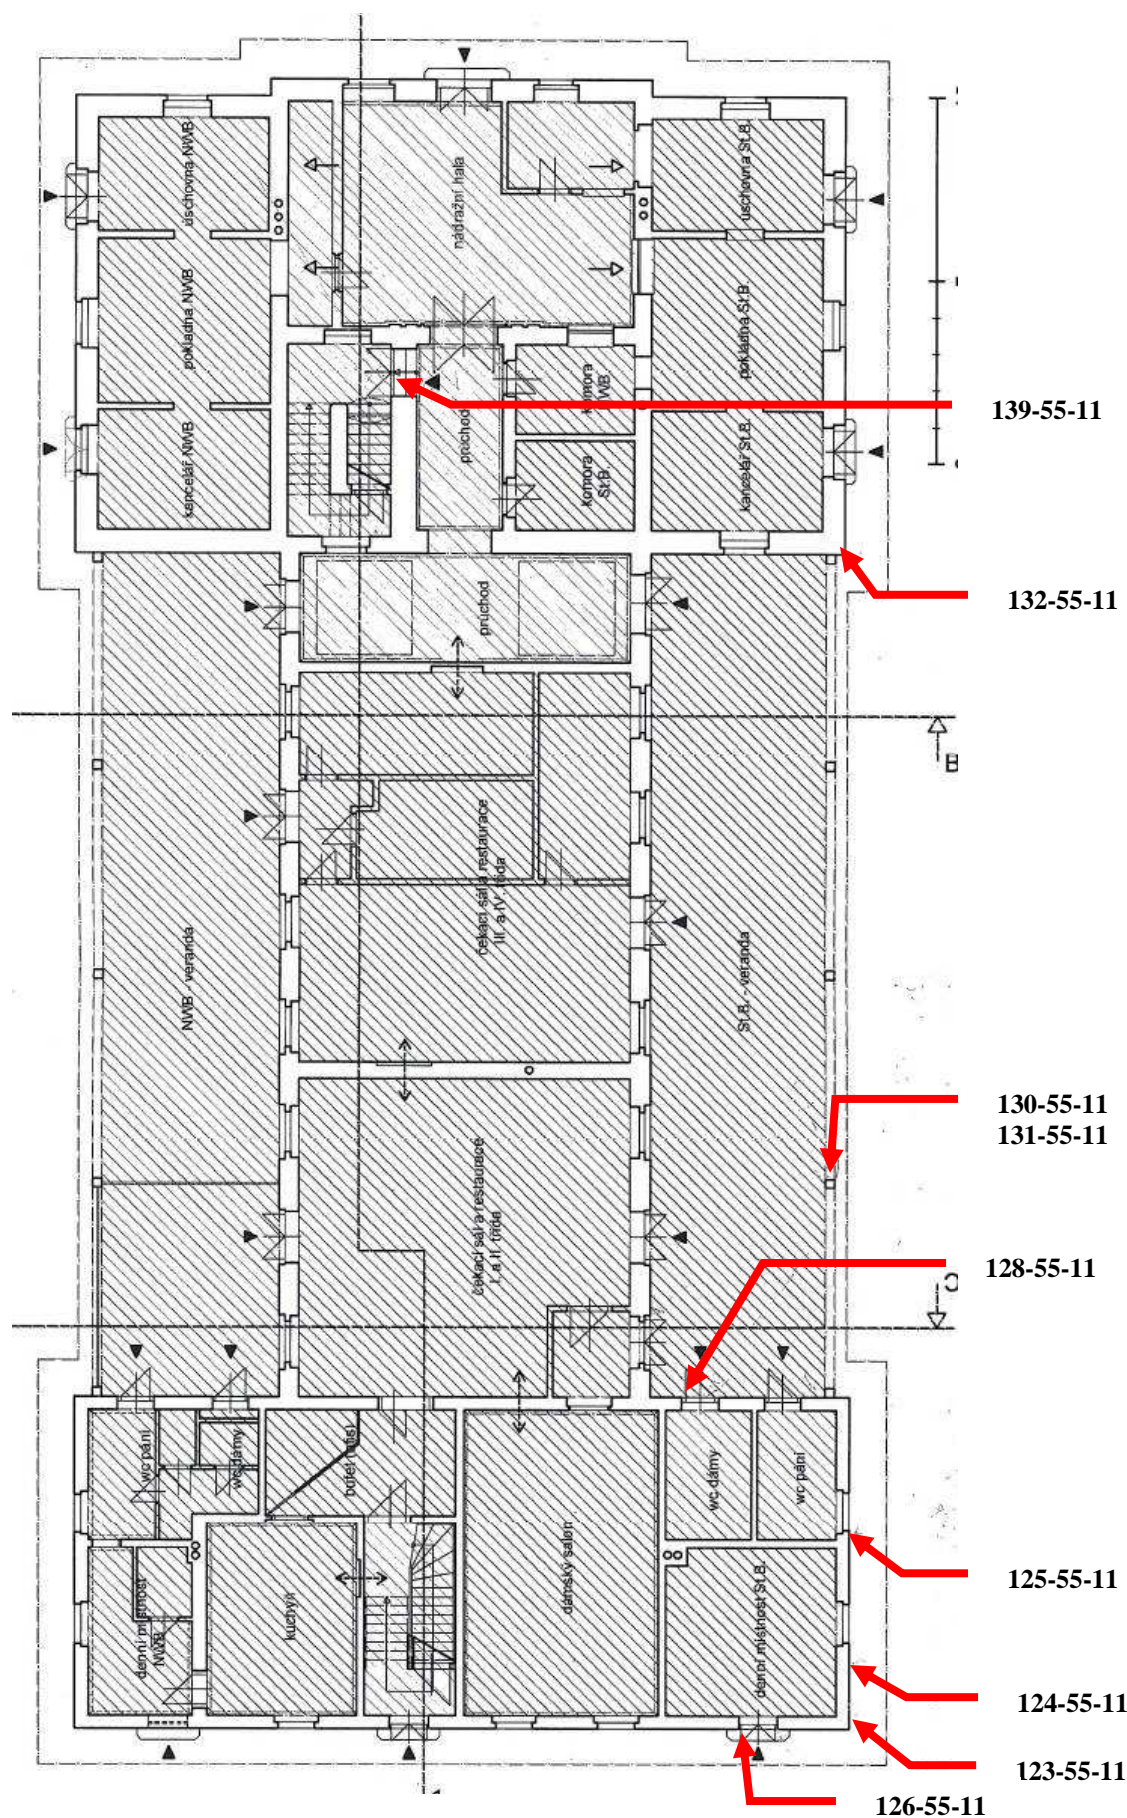 úschovna NWB
pokladna NWB
kancelář NWB
nádražní hala
úschovna St.B.
pokladna St.B.
kancelář St.B.
průchod
komora
NWB
komora
St.B.
139-55-11
132-55-11
průchod
B
čekací sál a restaurace
III. a IV. třída
NWB - veranda
St.B. - veranda
130-55-11
131-55-11
čekací sál a restaurace
I. a II. třída
128-55-11
C
wc páni
wc dámy
bufet (výlis)
wc dámy
wc páni
125-55-11
denní místnost
NWB
kuchyň
dámský salon
denní místnost St.B.
124-55-11
123-55-11
126-55-11